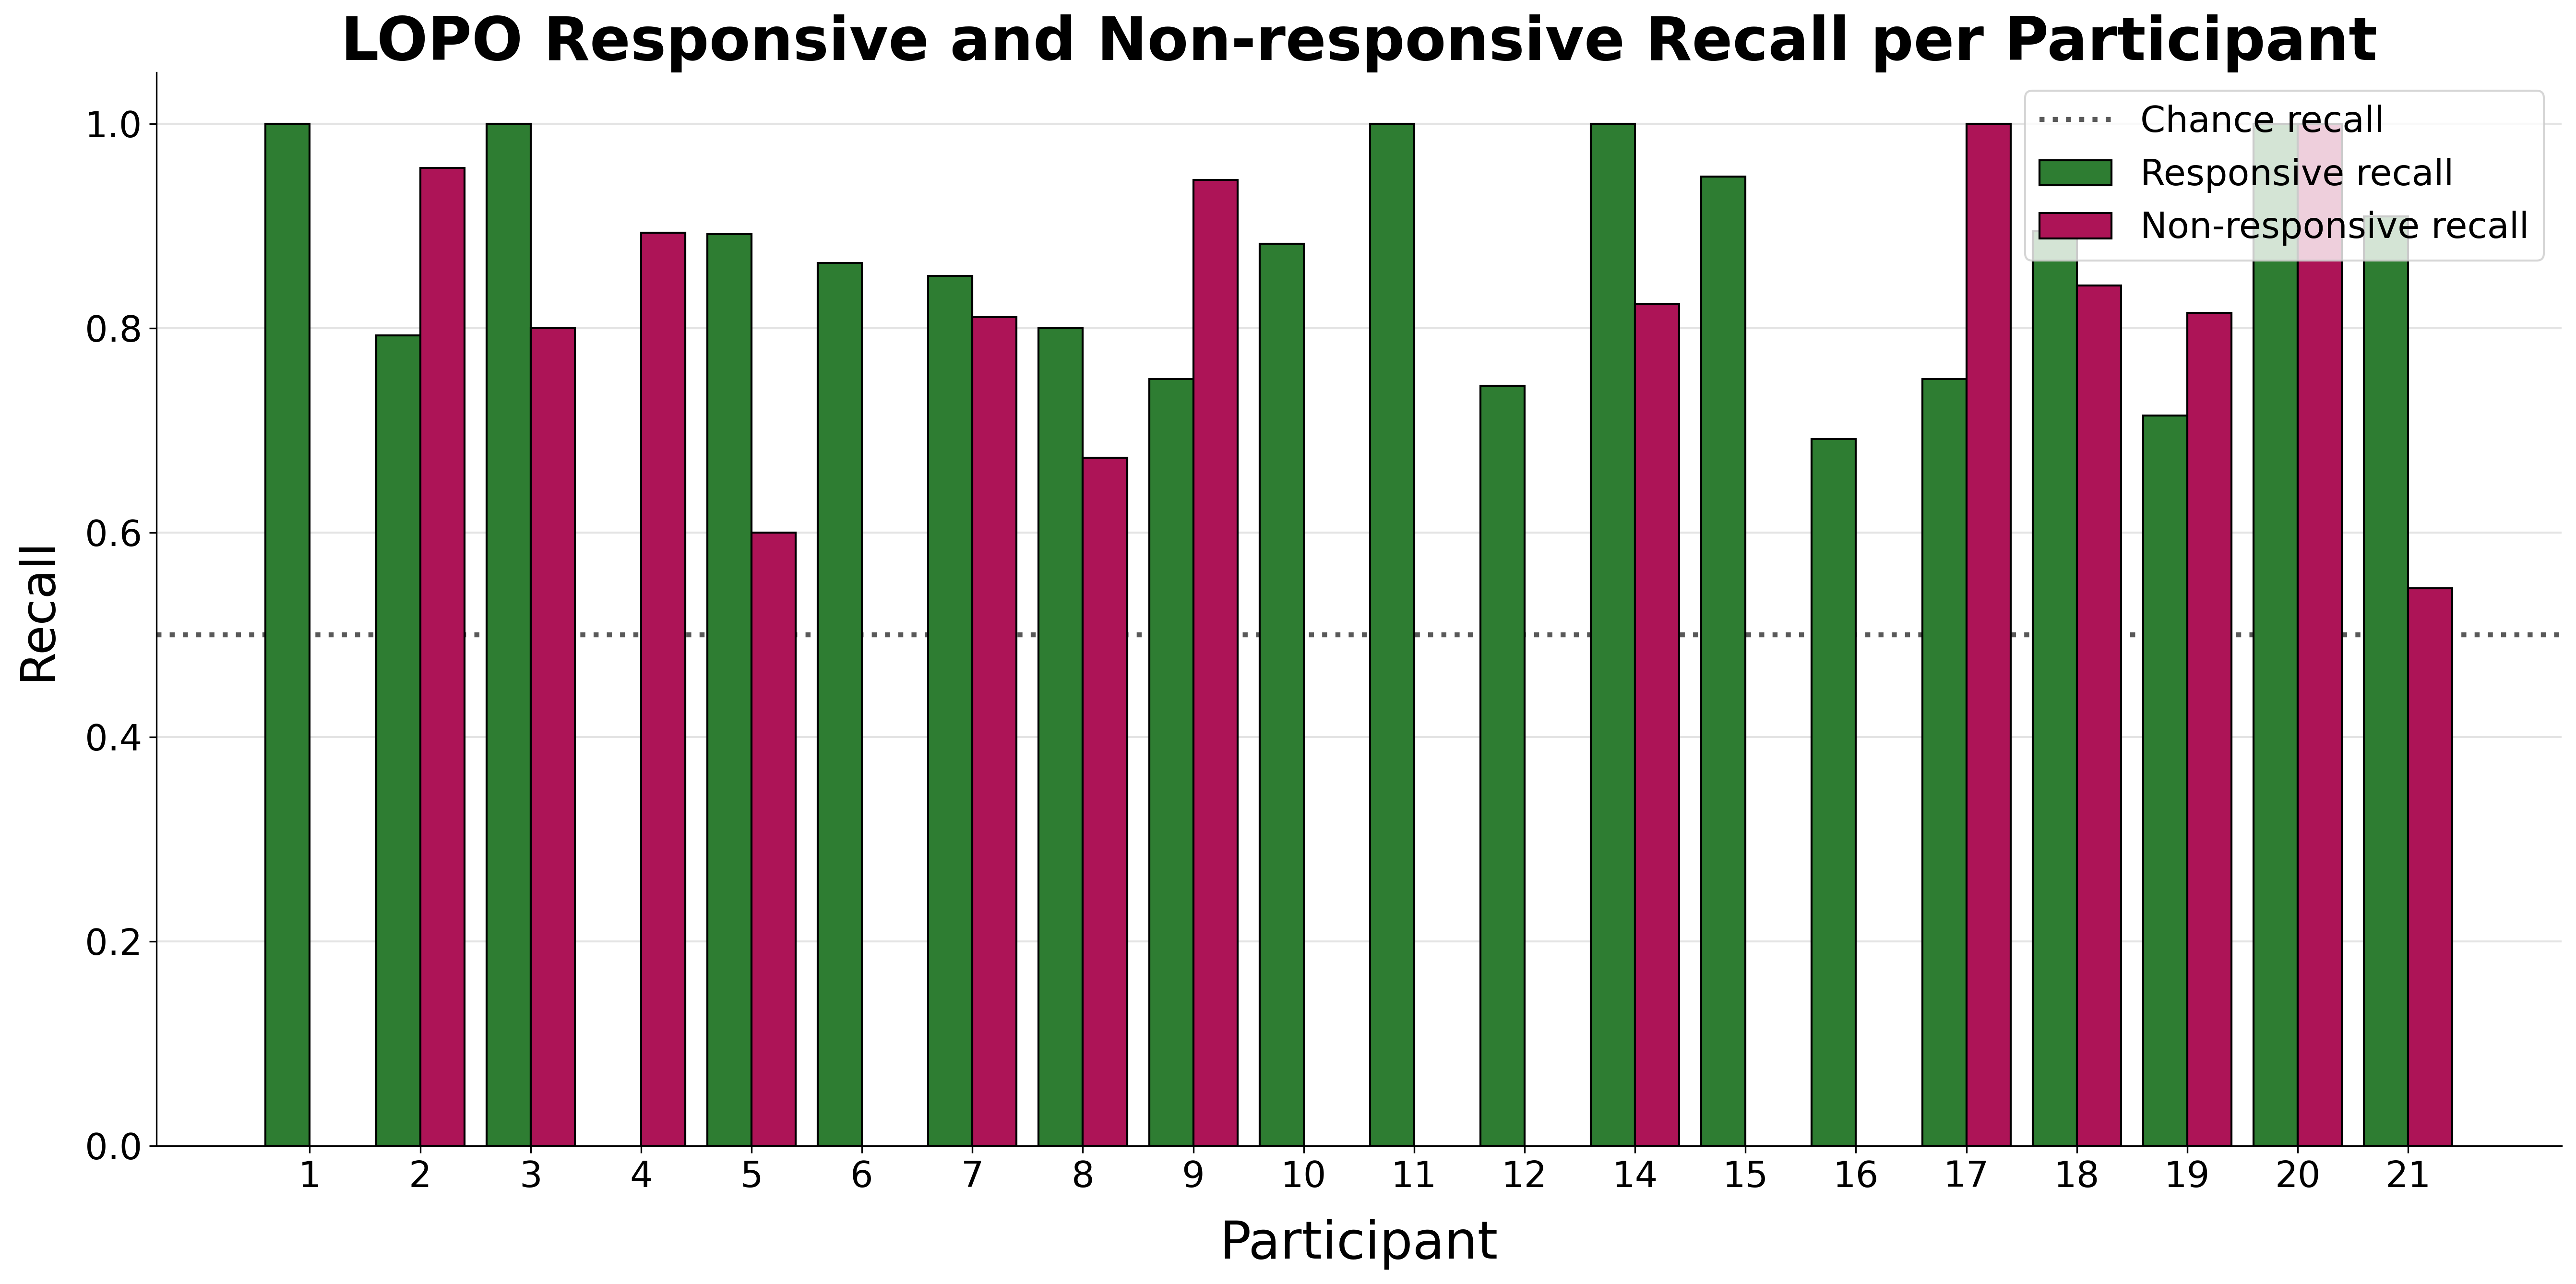 LOPO Responsive and Non-responsive Recall per Participant
Chance recall
Responsive recall
Non-responsive recall
1.0
0.8
0.6
0.4
0.2
0.0
Recall
1 2 3 4 5 6 7 8 9 10 11 12 14 15 16 17 18 19 20 21
Participant